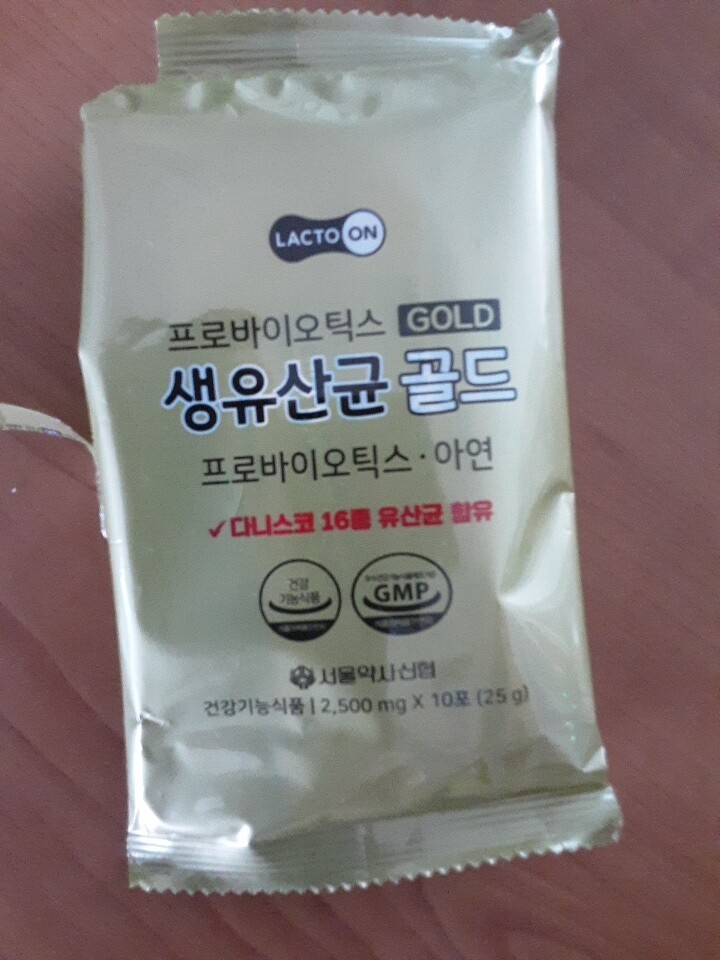 LACTO ON
프로바이오틱스 GOLD
생유산균 골드
프로바이오틱스·아연
✓다니스코 16종 유산균 함유
건강
기능식품
GMP
서울약사신협
건강기능식품 | 2,500 mg X 10포 (25 g)